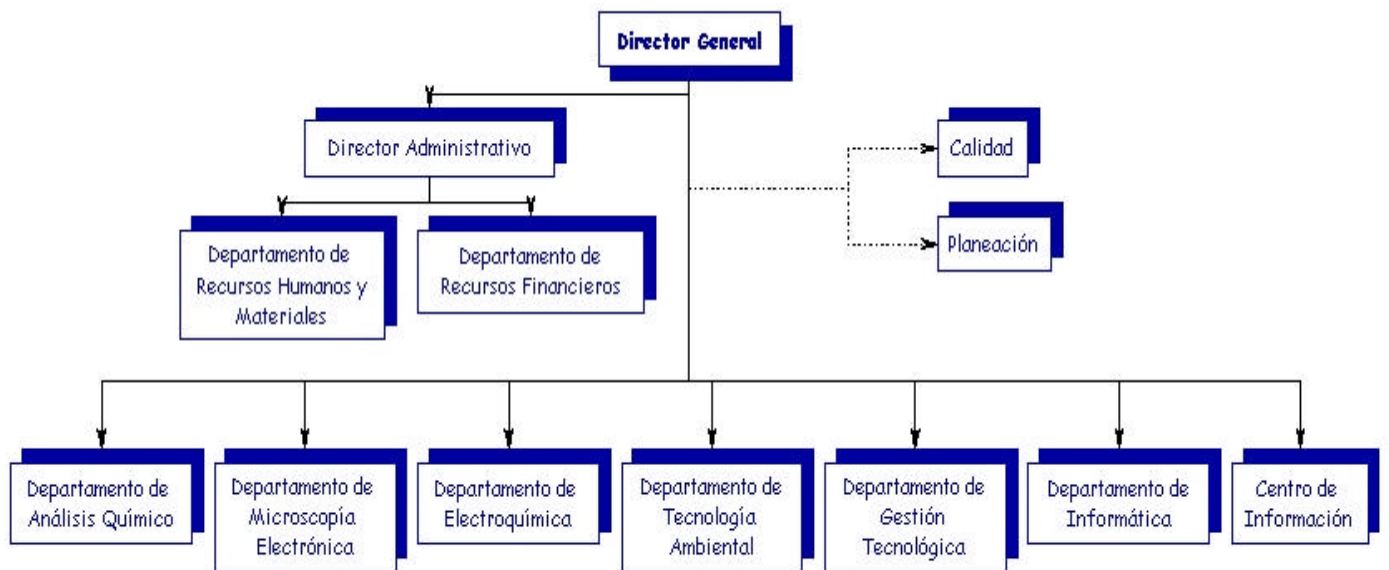 Director General
Director Administrativo
Calidad
Planeación
Departamento de
Recursos Humanos y
Materiales
Departamento de
Recursos Financieros
Departamento de
Análisis Químico
Departamento de
Microscopía
Electrónica
Departamento de
Electroquímica
Departamento de
Tecnología
Ambiental
Departamento de
Gestión
Tecnológica
Departamento de
Informática
Centro de
Información